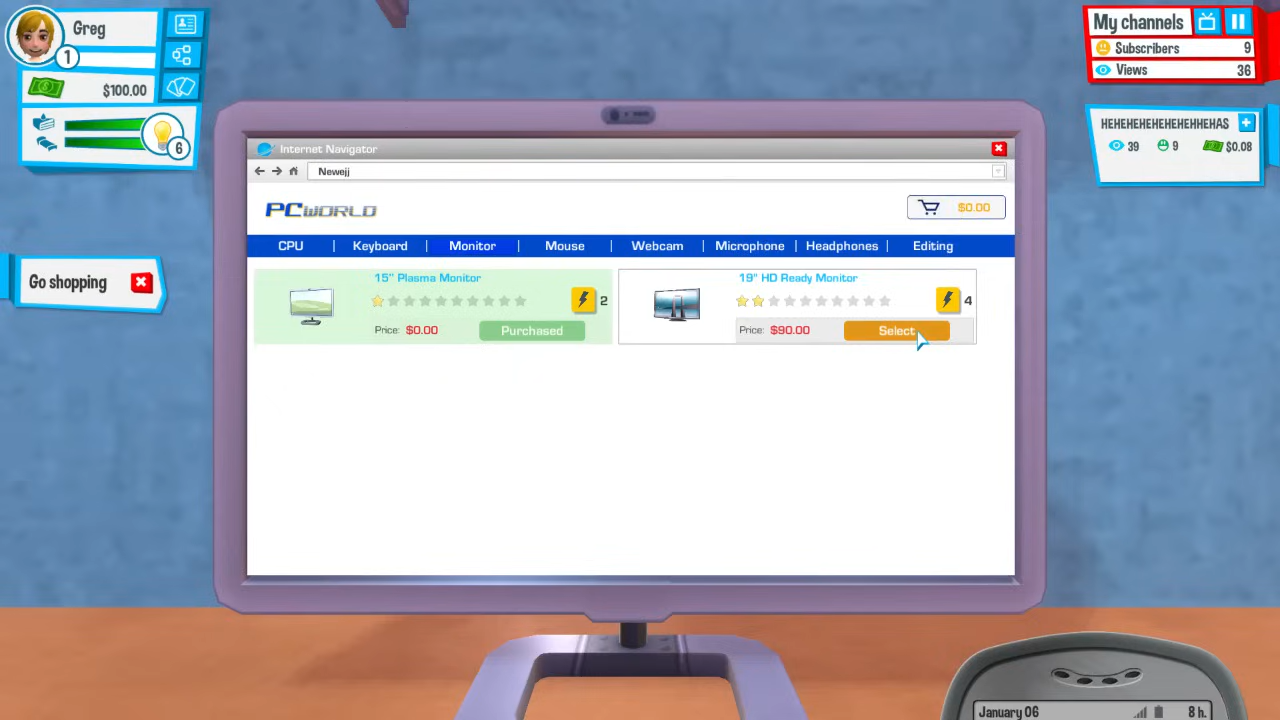 Greg
1
$100.00
6
My channels
Subscribers 9
Views 36
HEHEHEHEHEHEHEHHEHAS
39 9 $0.08
Go shopping
Internet Navigator
Newejj
PCWORLD
$0.00
CPU Keyboard Monitor Mouse Webcam Microphone Headphones Editing
15" Plasma Monitor
2
Price: $0.00 Purchased
19" HD Ready Monitor
4
Price: $90.00 Select
January 06 8 h.